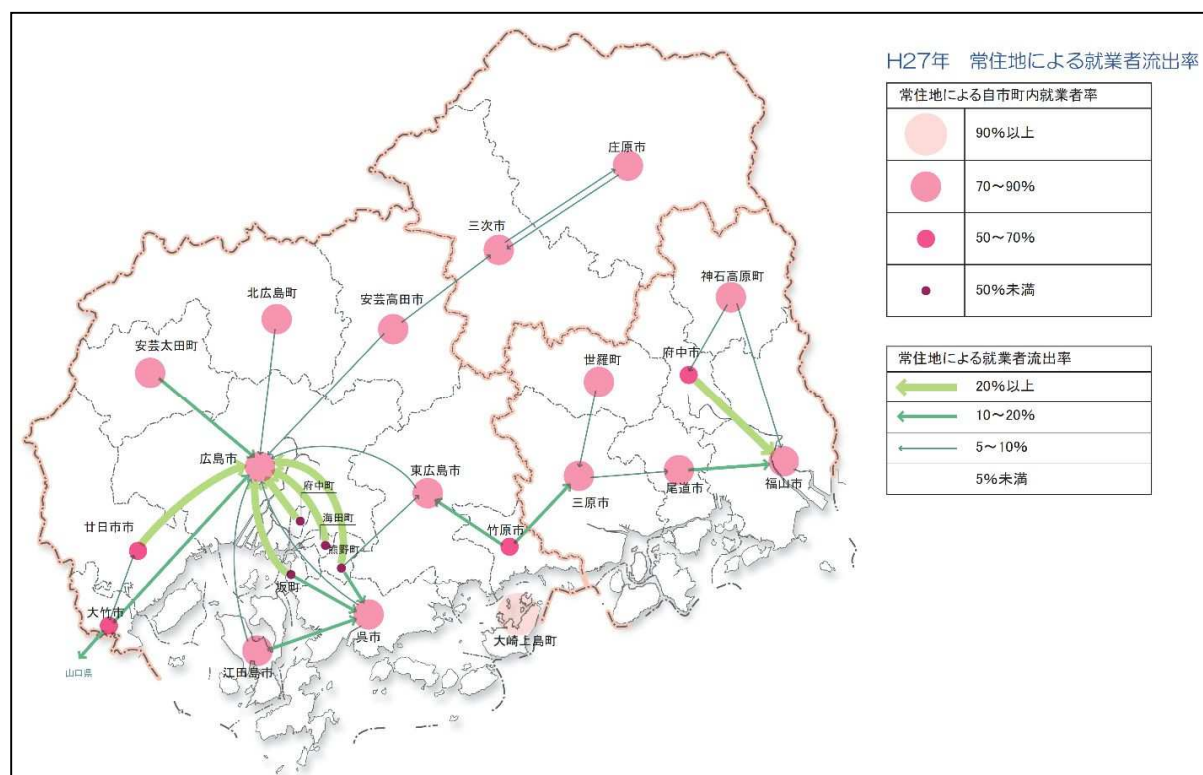 H27年 常住地による就業者流出率
常住地による自市町内就業者率
90%以上
70～90%
50～70%
50%未満
常住地による就業者流出率
20%以上
10～20%
5～10%
5%未満
庄原市
三次市
神石高原町
北広島町
安芸高田市
安芸太田町
世羅町
府中市
広島市
東広島市
府中町
三原市
尾道市
福山市
海田町
廿日市市
竹原市
熊野町
坂町
大竹市
呉市
大崎上島町
山口県
江田島市